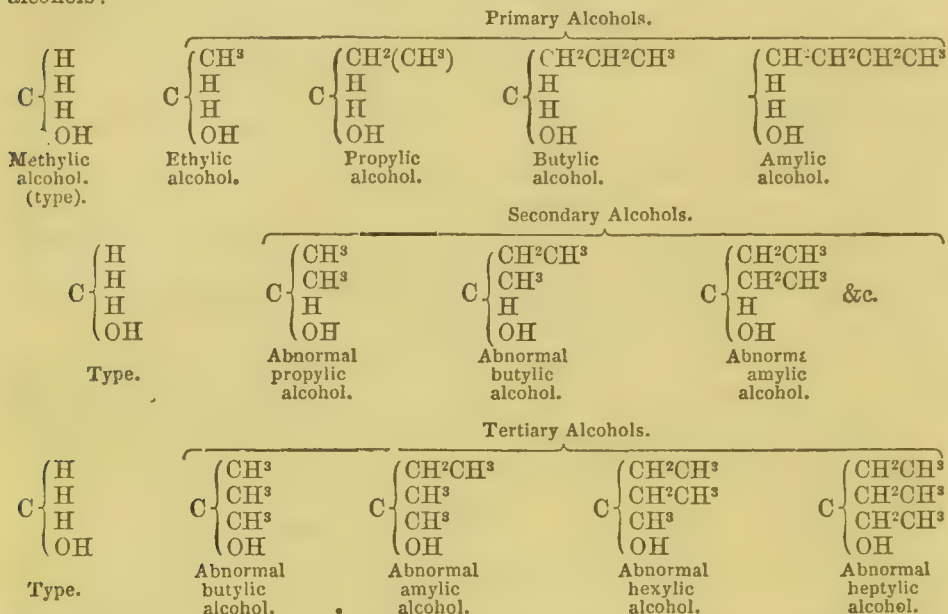 alcohols:
Primary Alcohols.
H CH³ CH²(CH³) CH²CH²CH³ CH²CH²CH²CH³
H H H H H
C H C H C H C H H
OH OH OH OH OH
Methylic Ethylic Propylic Butylic Amylic
alcohol. alcohol. alcohol. alcohol. alcohol.
(type).
Secondary Alcohols.
H CH³ CH²CH³ CH²CH³
H CH³ CH³ CH²CH³
C H C H C H C H &c.
OH OH OH OH
Type. Abnormal Abnormal Abnorma
propylic butylic amylic
alcohol. alcohol. alcohol.
Tertiary Alcohols.
H CH³ CH²CH³ CH²CH³ CH²CH³
H CH³ CH³ CH²CH³ CH²CH³
C H C CH³ C CH³ C CH³ C CH²CH³
OH OH OH OH OH
Type. Abnormal Abnormal Abnormal Abnormal
butylic amylic hexylic heptylic
alcohol. alcohol. alcohol. alcohol.